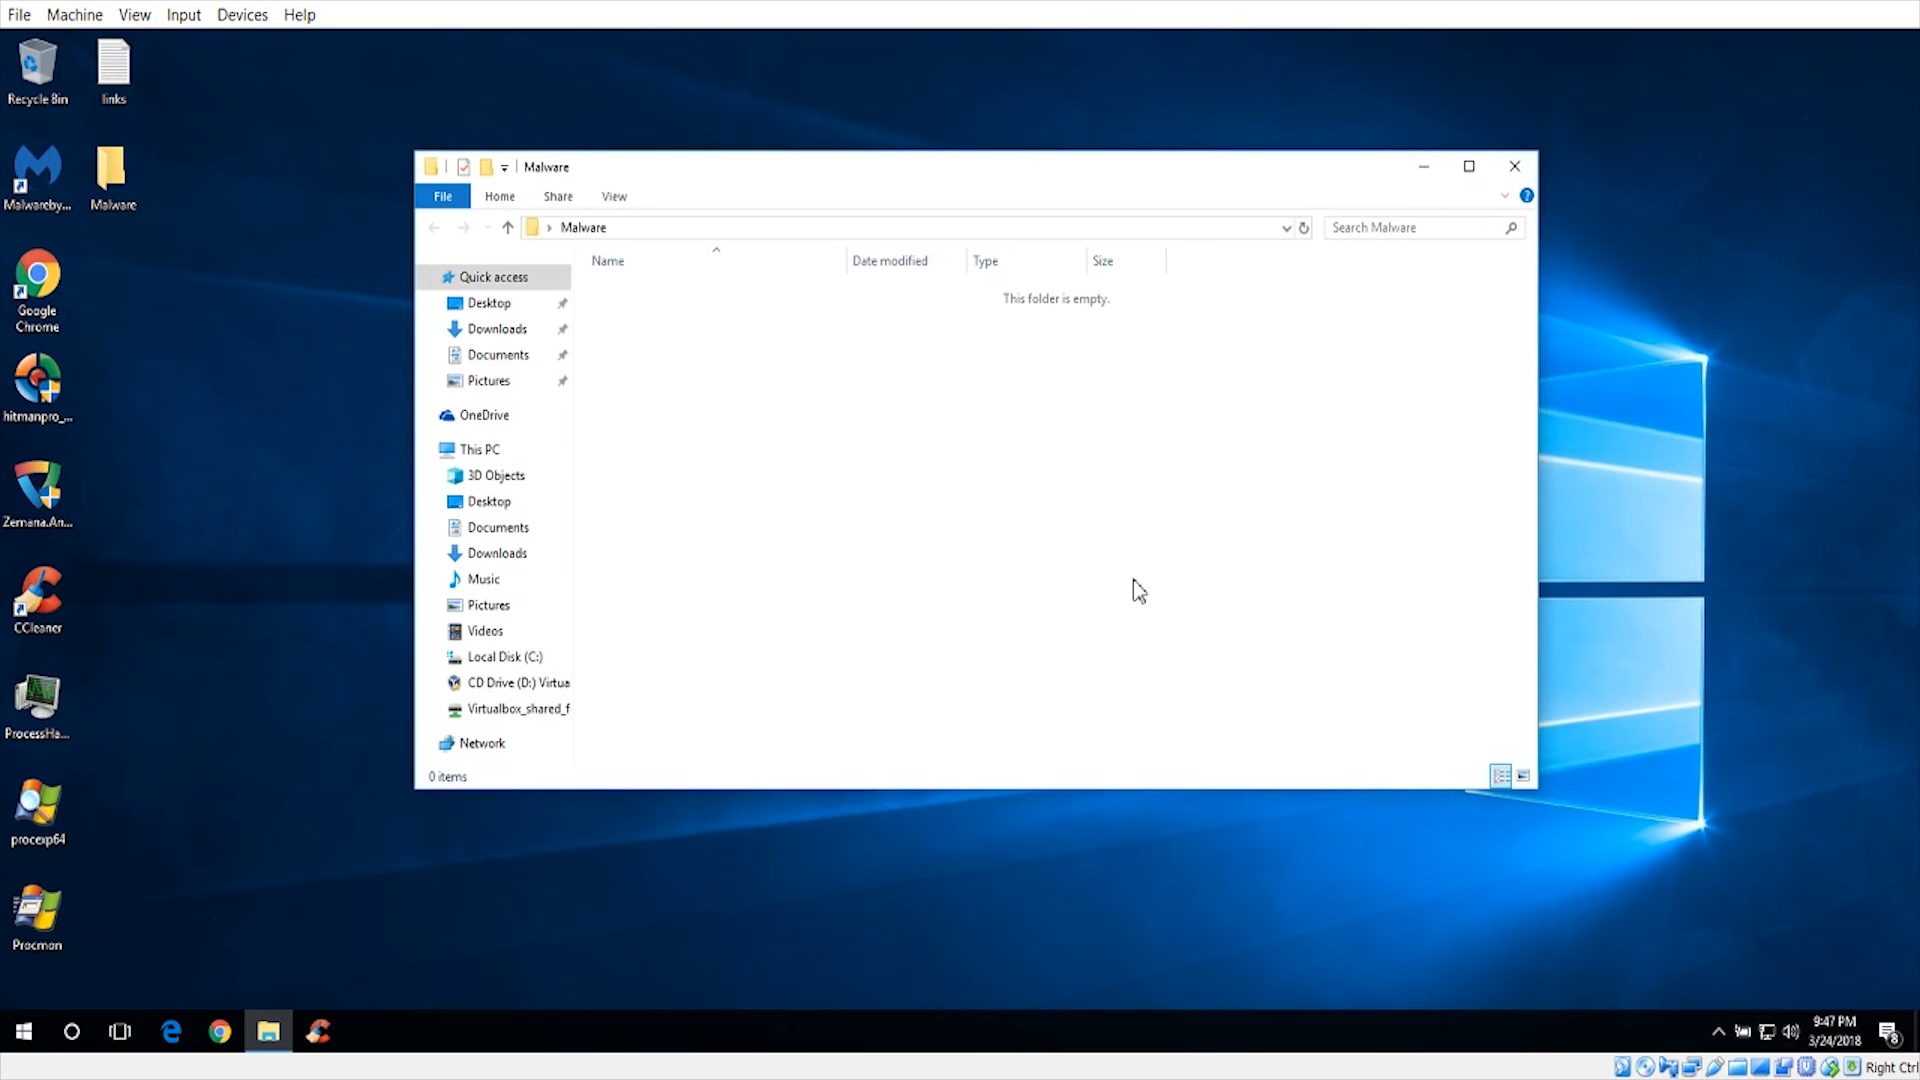 File Machine View Input Devices Help
Recycle Bin
links
Malwareby...
Malware
Google
Chrome
hitmanpro_...
Zemana.An...
CCleaner
ProcessHa...
procexp64
Procmon
Malware
File Home Share View
Malware
Search Malware
Name Date modified Type Size
This folder is empty.
Quick access
Desktop
Downloads
Documents
Pictures
OneDrive
This PC
3D Objects
Desktop
Documents
Downloads
Music
Pictures
Videos
Local Disk (C:)
CD Drive (D:) Virtua
Virtualbox_shared_f
Network
0 items
9:47 PM
3/24/2018
8
Right Ctrl